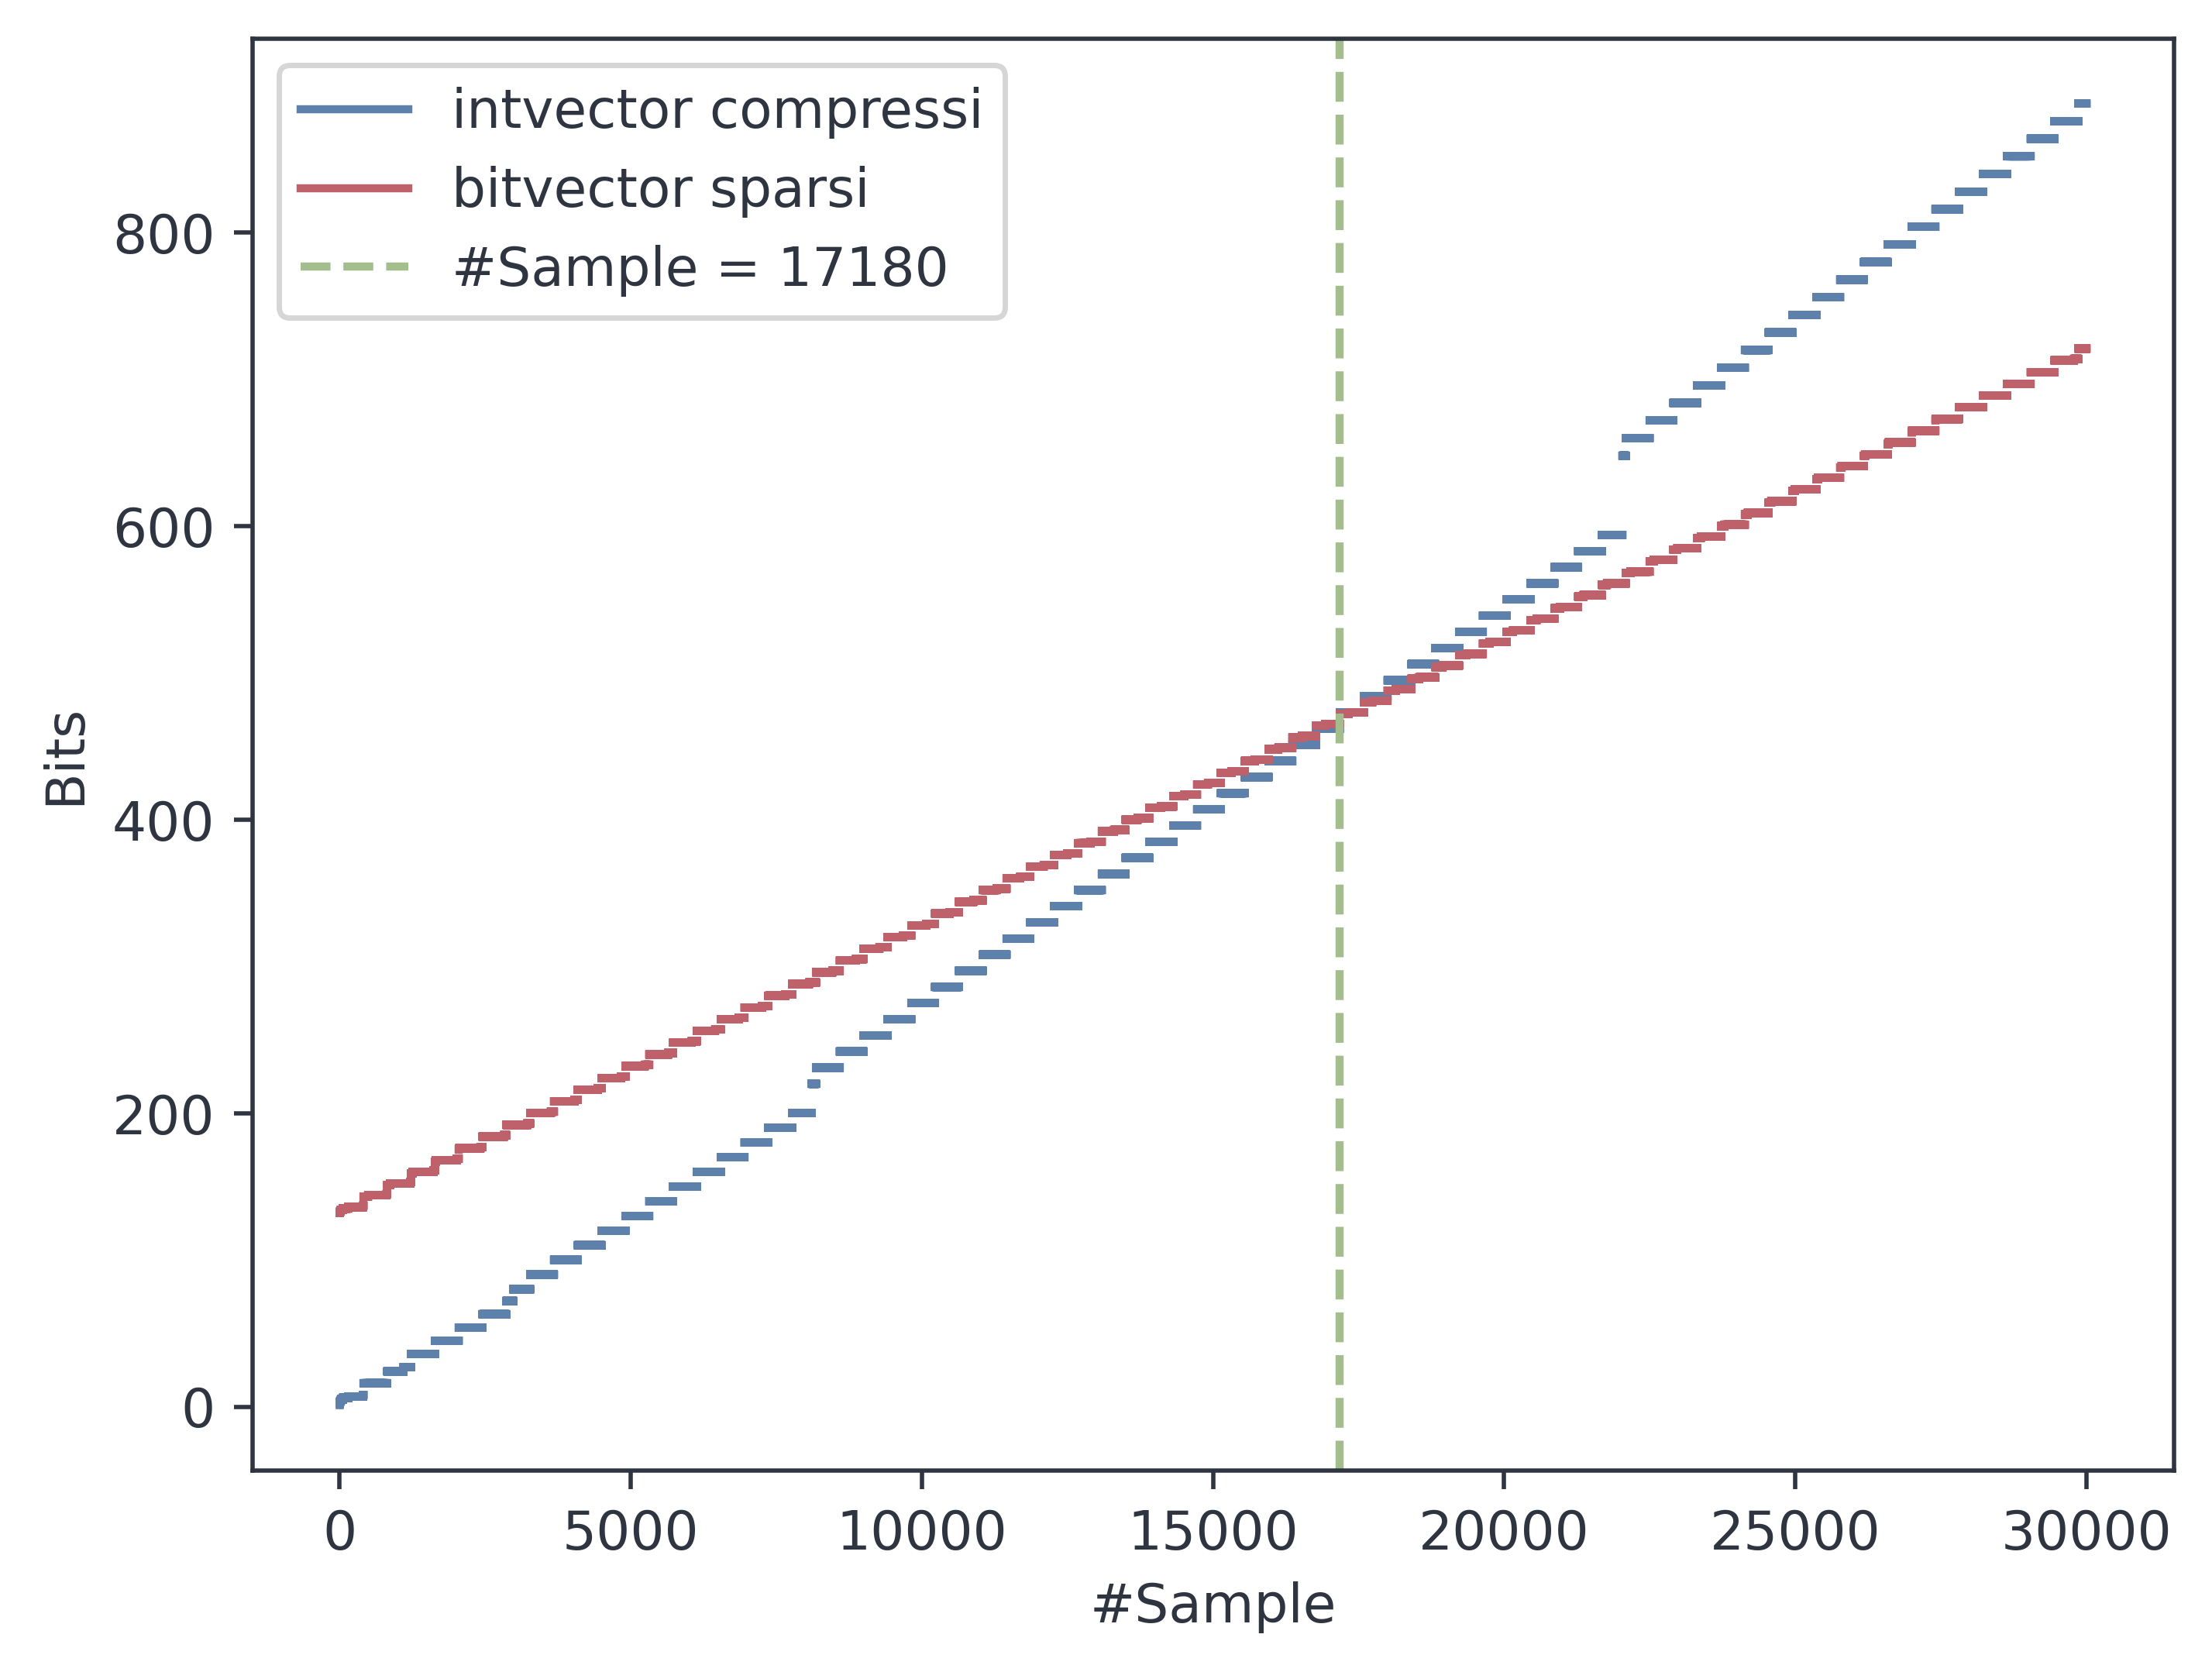 intvector compressi
bitvector sparsi
#Sample = 17180
800
600
400
200
0
Bits
0 5000 10000 15000 20000 25000 30000
#Sample